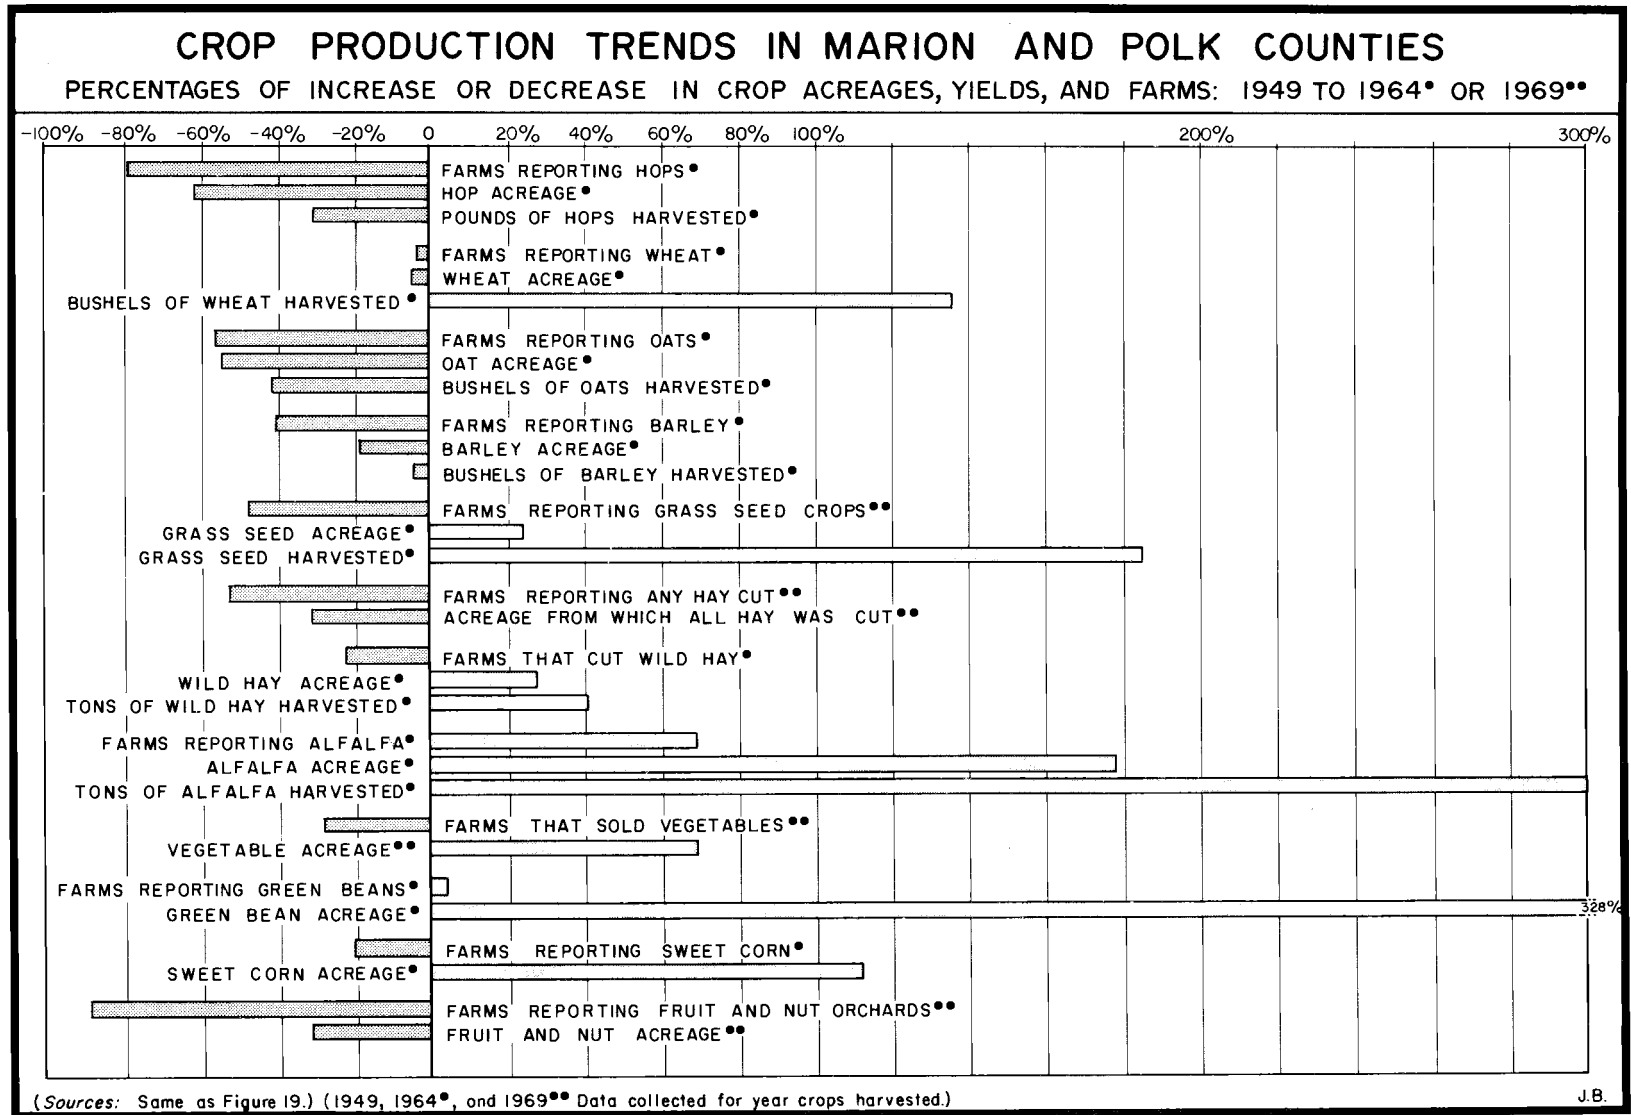 CROP PRODUCTION TRENDS IN MARION AND POLK COUNTIES
PERCENTAGES OF INCREASE OR DECREASE IN CROP ACREAGES, YIELDS, AND FARMS: 1949 TO 1964• OR 1969••
-100% -80% -60% -40% -20% 0 20% 40% 60% 80% 100% 200% 300%
FARMS REPORTING HOPS•
HOP ACREAGE•
POUNDS OF HOPS HARVESTED•
FARMS REPORTING WHEAT•
WHEAT ACREAGE•
BUSHELS OF WHEAT HARVESTED•
FARMS REPORTING OATS•
OAT ACREAGE•
BUSHELS OF OATS HARVESTED•
FARMS REPORTING BARLEY•
BARLEY ACREAGE•
BUSHELS OF BARLEY HARVESTED•
FARMS REPORTING GRASS SEED CROPS••
GRASS SEED ACREAGE•
GRASS SEED HARVESTED•
FARMS REPORTING ANY HAY CUT••
ACREAGE FROM WHICH ALL HAY WAS CUT••
FARMS THAT CUT WILD HAY•
WILD HAY ACREAGE•
TONS OF WILD HAY HARVESTED•
FARMS REPORTING ALFALFA•
ALFALFA ACREAGE•
TONS OF ALFALFA HARVESTED•
FARMS THAT SOLD VEGETABLES••
VEGETABLE ACREAGE••
FARMS REPORTING GREEN BEANS•
GREEN BEAN ACREAGE• 328%
FARMS REPORTING SWEET CORN•
SWEET CORN ACREAGE•
FARMS REPORTING FRUIT AND NUT ORCHARDS••
FRUIT AND NUT ACREAGE••
(Sources: Same as Figure 19.) (1949, 1964•, and 1969•• Data collected for year crops harvested.) J.B.